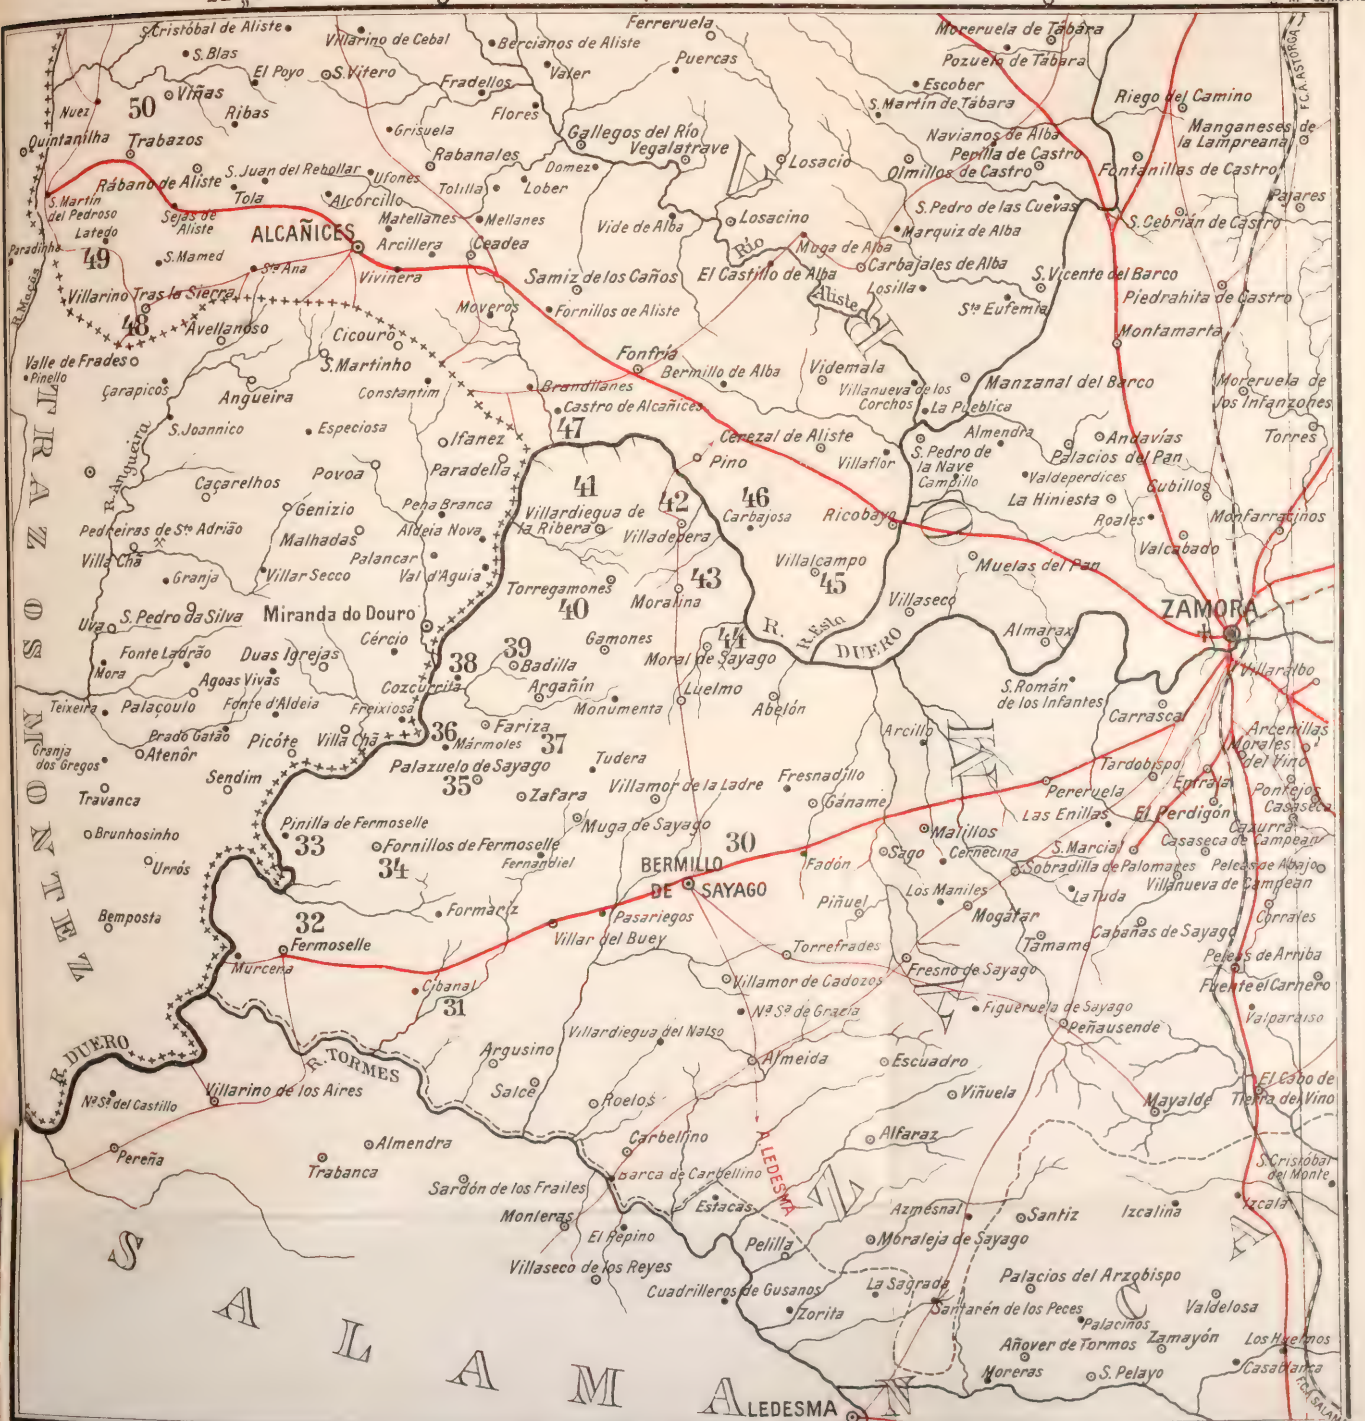 S. Cristóbal de Aliste
Villarino de Cebal
Bercianos de Aliste
Ferreruela
Moreruela de Tábara
S. Blas
Pozuelo de Tábara
El Poyo
S. Vitero
Fradellos
Valer
Puercas
Escober
F.C.A. ASTORGA
Nuez
50
Viñas
Ribas
Flores
S. Martín de Tábara
Riego del Camino
Quintanilha
Trabazos
Grisuela
Gallegos del Río
Vegalatrave
Navianos de Alba
Manganeses de
la Lampreana
Rabanales
Domez
Losacio
Perilla de Castro
Olmillos de Castro
Fontanillas de Castro
Rábano de Aliste
S. Juan del Rebollar
Ufones
Tolilla
Lober
S. Martín
del Pedroso
Tola
Alcorcillo
Pajares
Sejas de
Aliste
Matellanes
Mellanes
Vide de Alba
Losacino
S. Pedro de las Cuevas
S. Cebrián de Castro
Latedo
ALCAÑICES
Arcillera
Ceadea
Río
Muga de Alba
Marquiz de Alba
Paradinha
49
S. Mamed
Sta Ana
Vivinera
Samiz de los Caños
El Castillo de Alba
Carbajales de Alba
S. Vicente del Barco
R. Maçãs
Villarino Tras la Sierra
Aliste
Losilla
Sta Eufemia
Piedrahita de Castro
48
Avellanoso
Moveros
Fornillos de Aliste
Cicouro
Montamarta
Valle de Frades
Pinello
S. Martinho
Fonfría
Bermillo de Alba
Videmala
Çarapicos
Angueira
Constantim
Brandilanes
Villanueva de los
Corchos
Manzanal del Barco
Moreruela de
los Infanzones
Castro de Alcañices
La Pueblica
S. Joannico
Especiosa
Ifanez
47
Cerezal de Aliste
Almendra
Andavías
Torres
R. Angueira
Povoa
Paradella
Pino
Villaflor
S. Pedro de
la Nave
Campillo
Palacios del Pan
Valdeperdices
Cubillos
Caçarelhos
41
La Hiniesta
Genizio
Pena Branca
Villardiegua de
la Ribera
42
46
Carbajosa
Ricobayo
Roales
Monfarracinos
Pedreiras de Sto Adrião
Malhadas
Aldeia Nova
Villadepera
Valcabado
Villa Chã
Palancar
Granja
Villar Secco
Val d'Aguia
Torregamones
43
Villalcampo
45
Muelas del Pan
Moralina
40
S. Pedro da Silva
Miranda do Douro
R. Esla
Villaseco
ZAMORA
Uva
Cércio
39
Gamones
44
R. DUERO
Almaraz
Fonte Ladrão
Duas Igrejas
38
Badilla
Moral de Sayago
Villaralbo
Mora
Agoas Vivas
Cozcurrita
Argañín
Luelmo
S. Román
de los Infantes
Teixeira
Palaçoulo
Fonte d'Aldeia
Freixiosa
Monumenta
Abelón
Carrascal
Prado Gatão
36
Fariza
Arcillo
Arcenillas
Granja
dos Gregos
Atenôr
Picóte
Villa Chã
Mármoles
37
Morales
del Vino
Sendim
Palazuelo de Sayago
Tudera
Tardobispo
35
Villamor de la Ladre
Fresnadillo
Entrala
Pontejos
Travanca
Zafara
Gáname
Pereruela
Casaseca
Brunhosinho
Pinilla de Fermoselle
Muga de Sayago
Las Enillas
El Perdigón
Cazurra
33
Fornillos de Fermoselle
30
Malillos
S. Marcial
Casaseca de Campean
Urrós
34
Fernandiel
BERMILLO
DE SAYAGO
Fadón
Sago
Cernecina
Sobradilla de Palomares
Peleas de Abajo
Villanueva de Campean
Bemposta
32
Formariz
Pasariegos
Piñuel
Los Maniles
La Tuda
Mogátar
Corrales
Fermoselle
Villar del Buey
Torrefrades
Tamame
Cabañas de Sayago
Murcena
Fresno de Sayago
Peleas de Arriba
Cibanal
Villamor de Cadozos
Fuente el Carnero
31
Na Sa de Gracia
Figueruela de Sayago
Valparaiso
Villardiegua del Nalso
Peñausende
R. DUERO
R. TORMES
Argusino
Almeida
Escuadro
Na Sa del Castillo
Villarino de los Aires
Salce
Roelos
Viñuela
Mayalde
El Cubo de
Tierra del Vino
Pereña
Almendra
Carbellino
Alfaraz
Trabanca
A LEDESMA
S. Cristóbal
del Monte
Sardón de los Frailes
Barca de Carbellino
Estacas
Azmesnal
Santiz
Izcalina
Izcala
Monleras
El Pepino
Pelilla
Moraleja de Sayago
Villaseco de los Reyes
Cuadrilleros de Gusanos
La Sagrada
Palacios del Arzobispo
Zorita
Santarén de los Peces
Valdelosa
Palacinos
Añover de Tormos
Zamayón
Los Huelmos
Moreras
S. Pelayo
Casablanca
LEDESMA
F.C.A. SALAM
TRAZ OS MONTEZ
ZAMORA
SALAMANCA